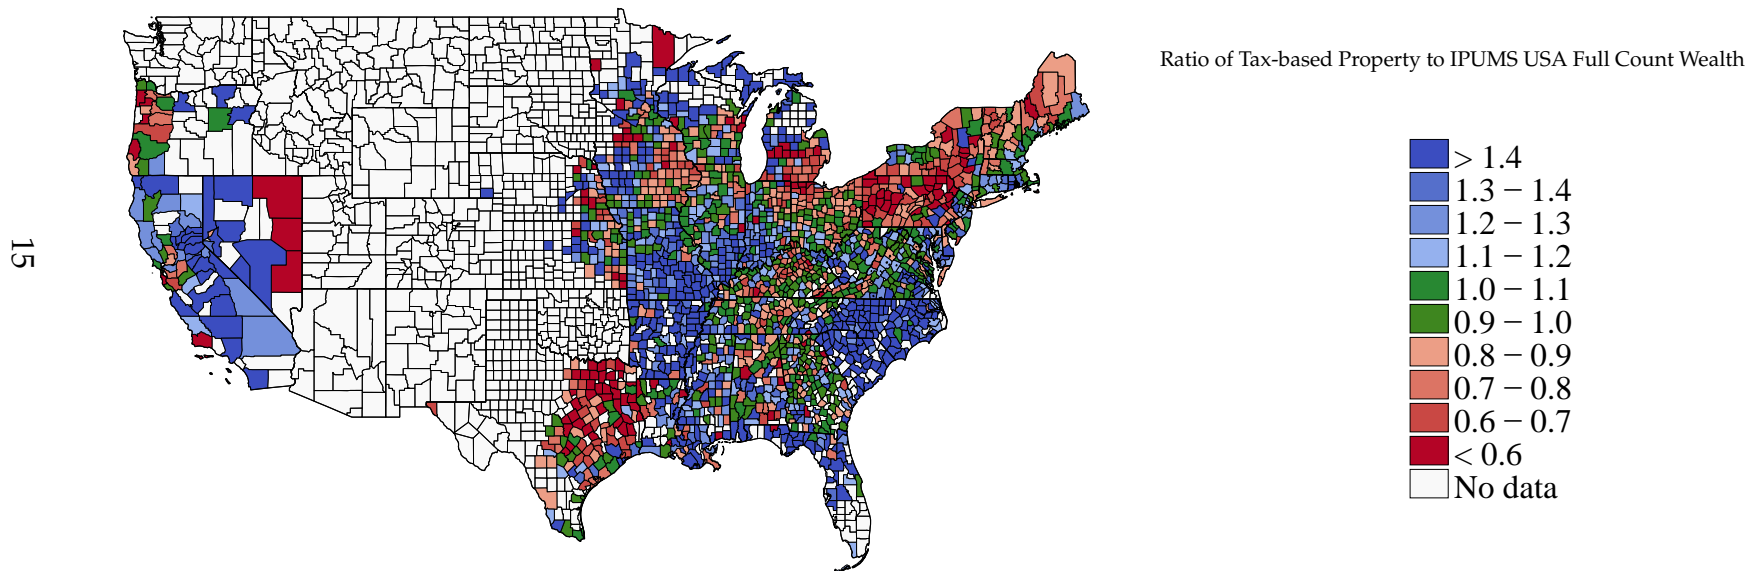 Ratio of Tax-based Property to IPUMS USA Full Count Wealth
> 1.4
1.3 − 1.4
1.2 − 1.3
1.1 − 1.2
1.0 − 1.1
0.9 − 1.0
0.8 − 0.9
0.7 − 0.8
0.6 − 0.7
< 0.6
No data
15